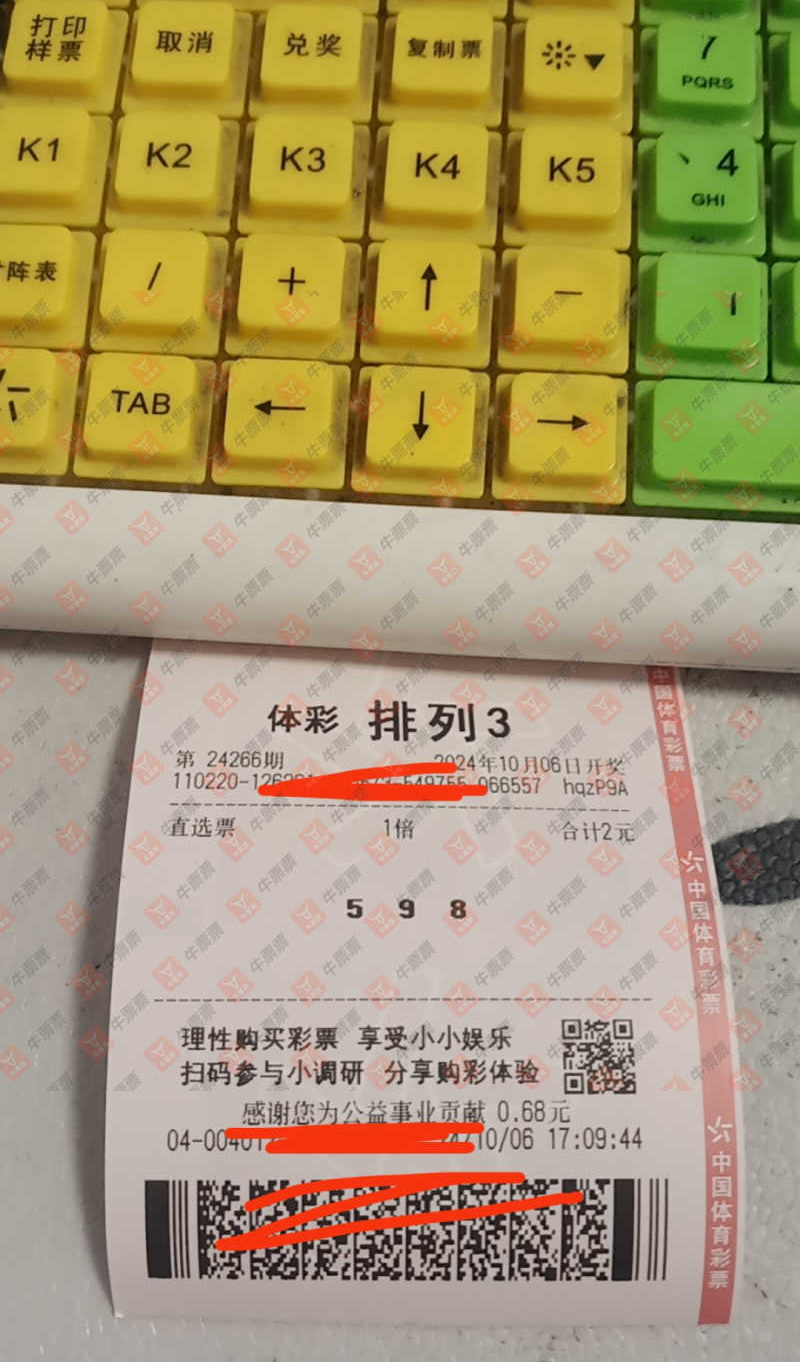 打印 样票
取消
兑奖
复制票
7
PQRS
K1
K2
K3
K4
K5
4
GHI
阵表
/
+
↑
-
TAB
←
↓
→
体彩 排列3
第 24266期
2024年10月06日开奖
066557 hqzP9A
直选票 1倍 合计2元
5 9 8
理性购买彩票 享受小小娱乐
扫码参与小调研 分享购彩体验
感谢您为公益事业贡献 0.68元
/10/06 17:09:44
中国体育彩票
中国体育彩票
中国体育彩票
牛票票